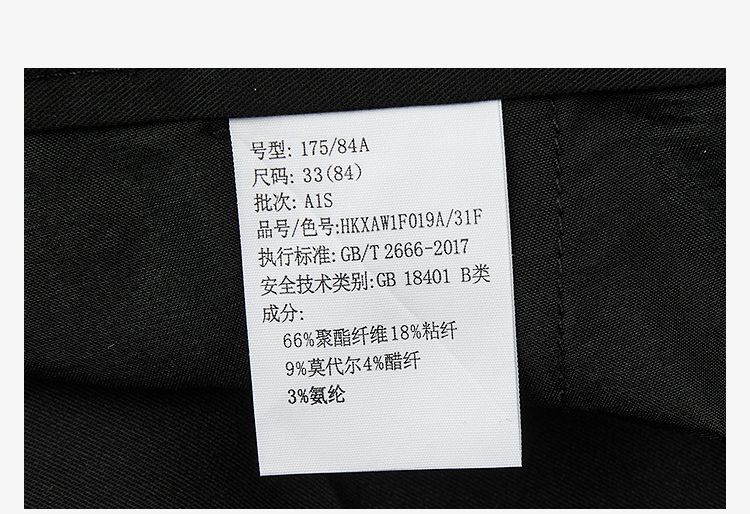 号型: 175/84A
尺码: 33(84)
批次: A1S
品号/色号:HKXAW1F019A/31F
执行标准:GB/T 2666-2017
安全技术类别:GB 18401 B类
成分:
66%聚酯纤维18%粘纤
9%莫代尔4%醋纤
3%氨纶